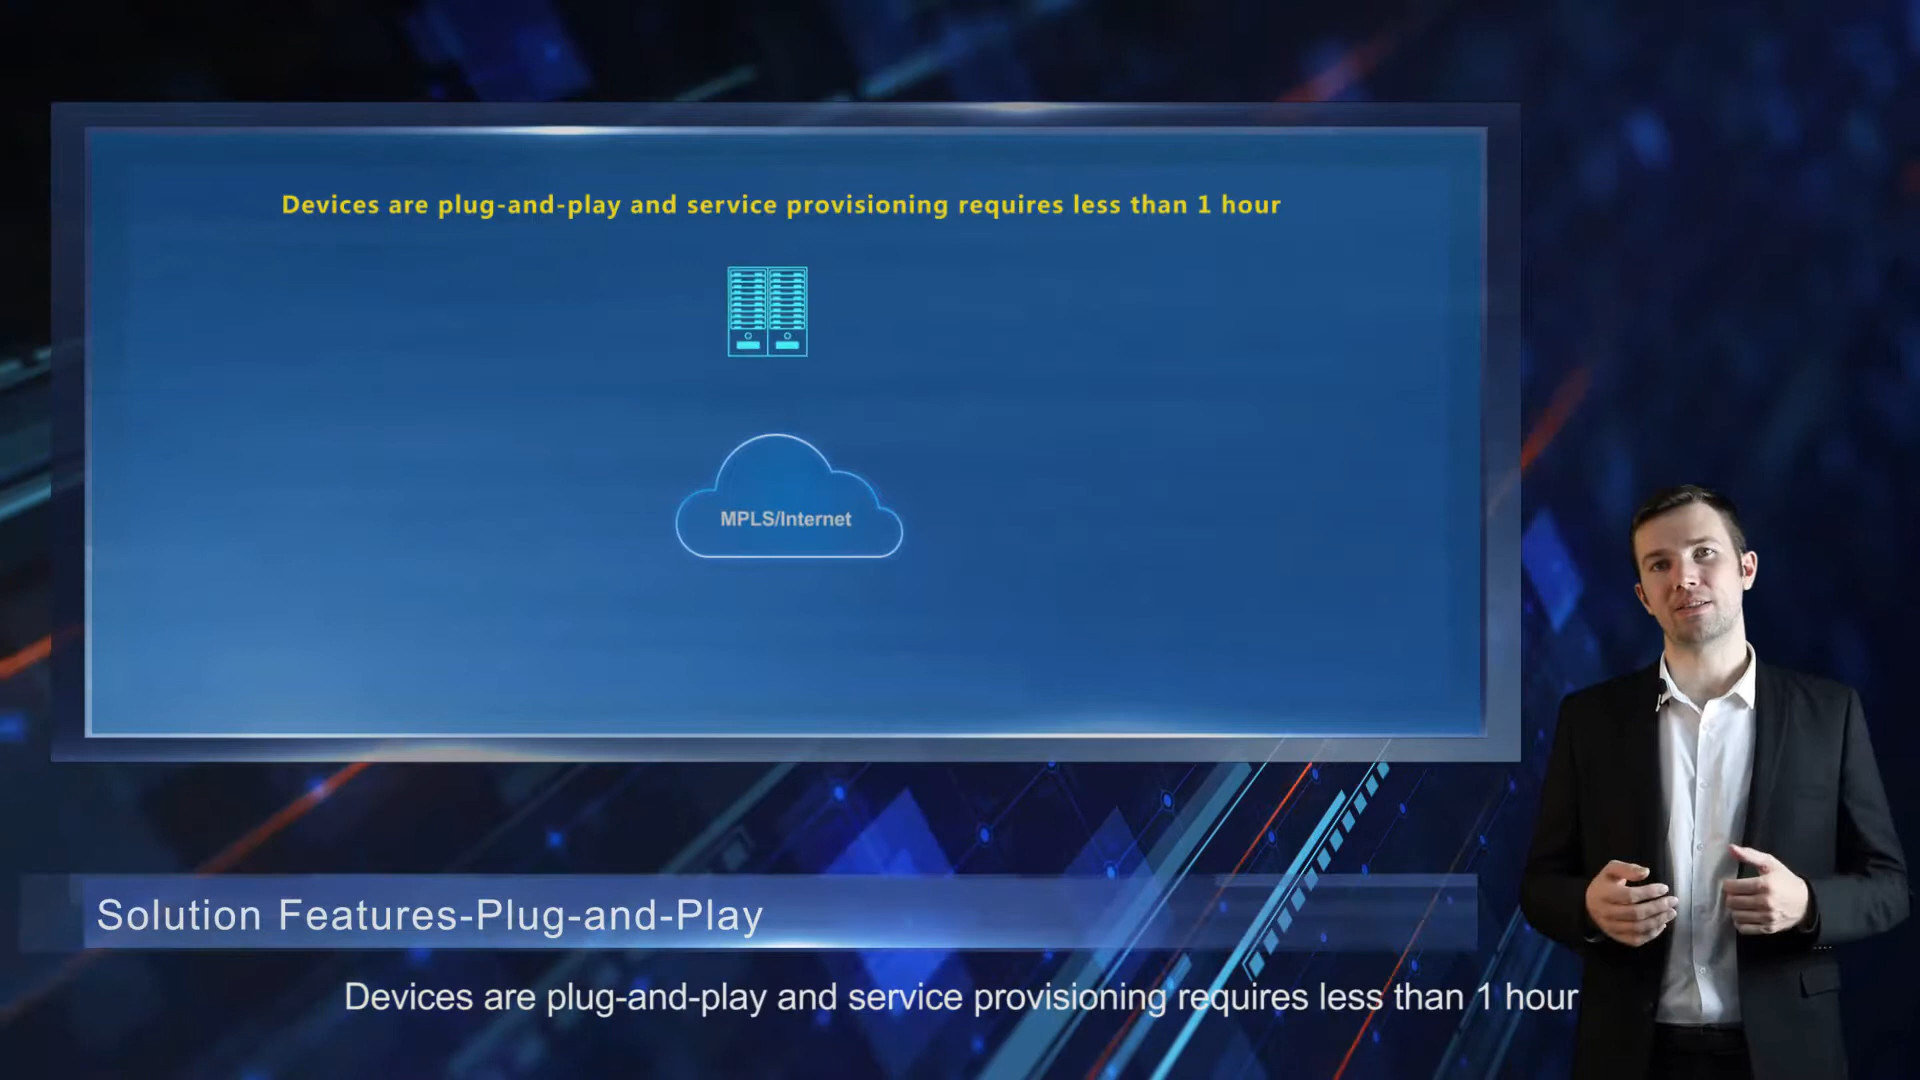 Devices are plug-and-play and service provisioning requires less than 1 hour
MPLS/Internet
Solution Features-Plug-and-Play
Devices are plug-and-play and service provisioning requires less than 1 hour